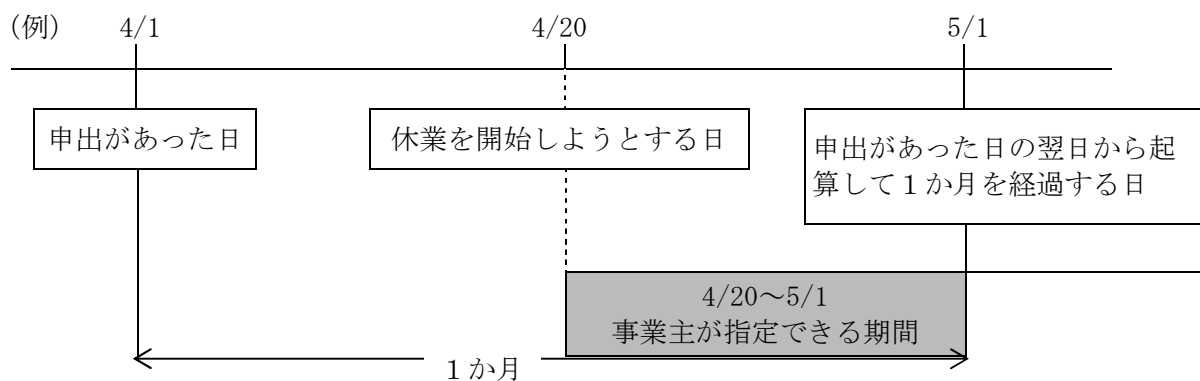 (例) 4/1 4/20 5/1
申出があった日
休業を開始しようとする日
申出があった日の翌日から起
算して１か月を経過する日
4/20～5/1
事業主が指定できる期間
１か月